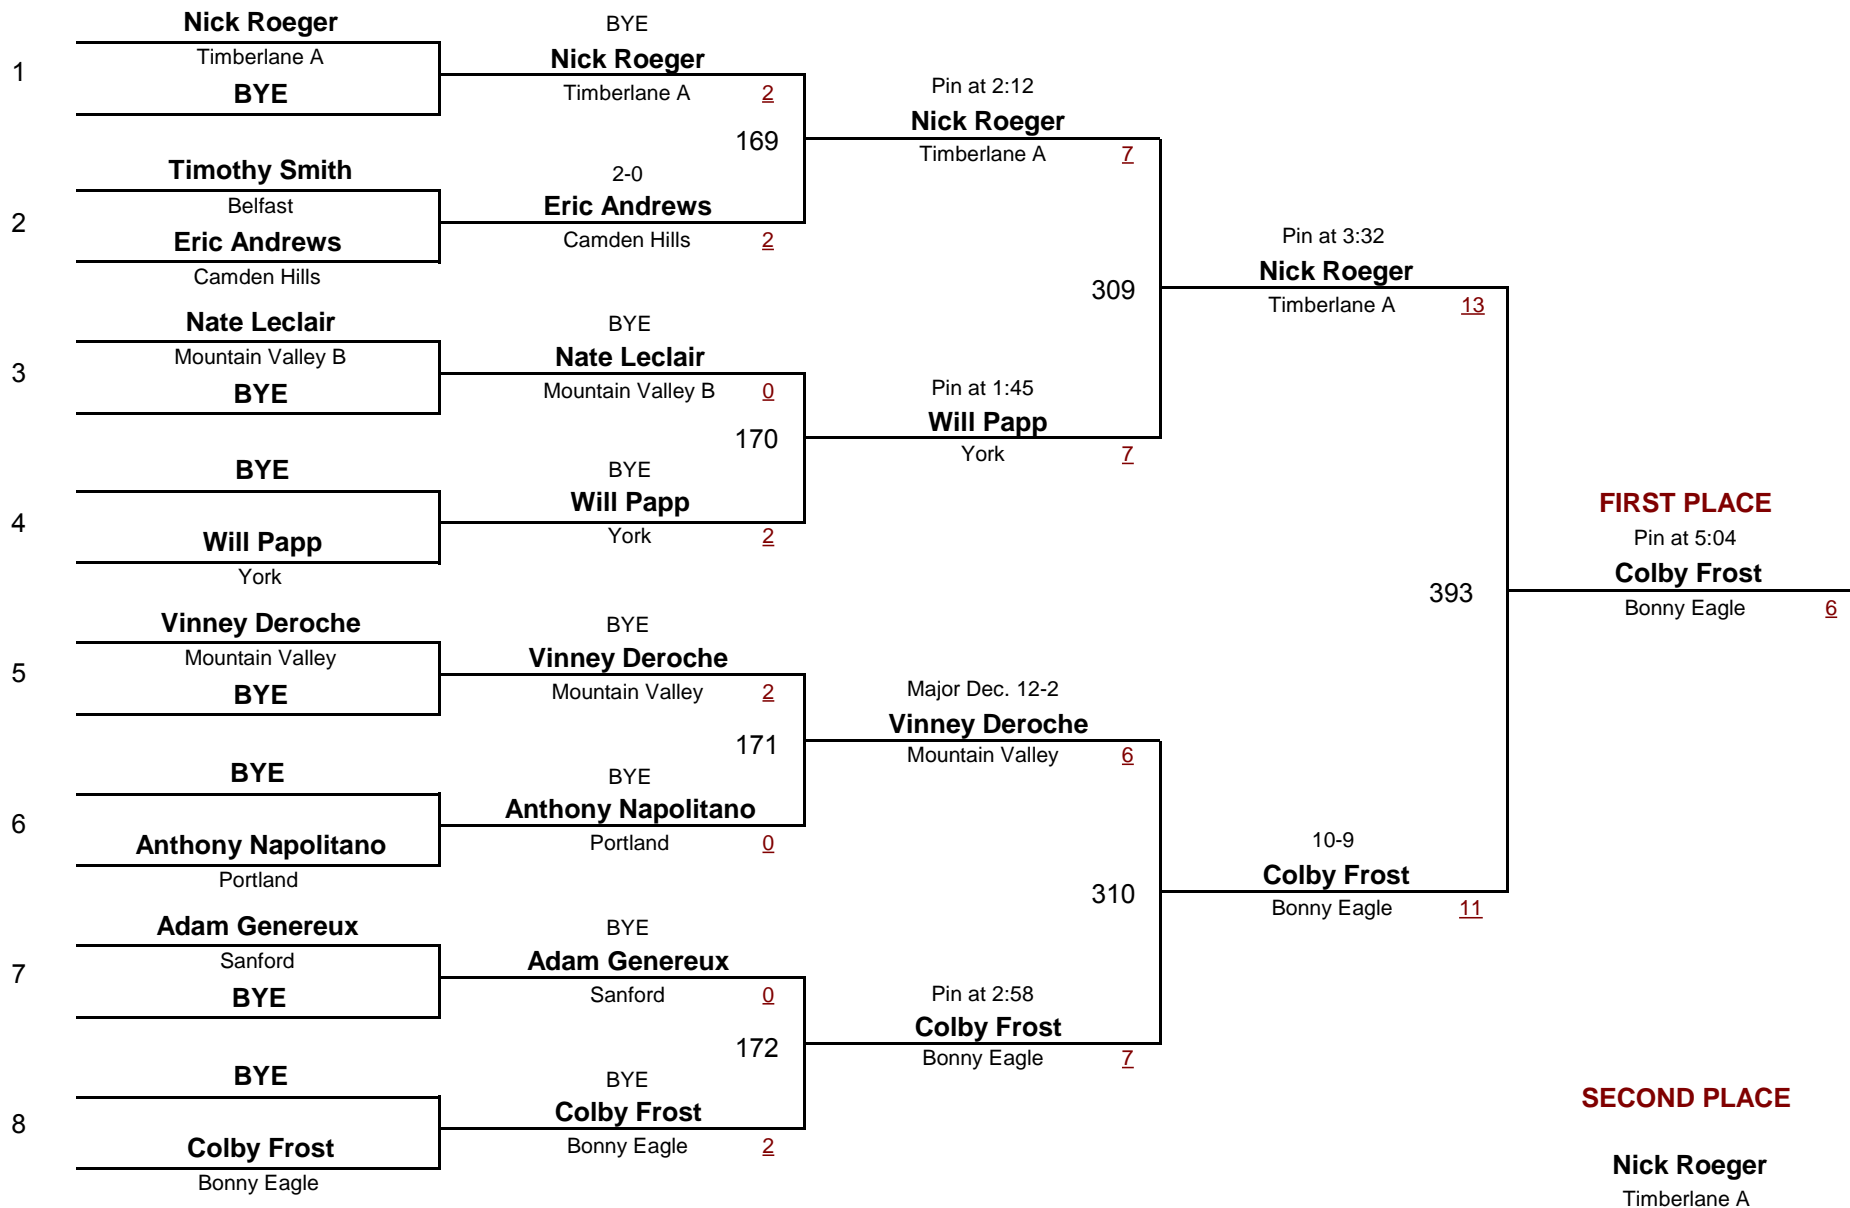 1
Nick Roeger
Timberlane A
BYE
2
Timothy Smith
Belfast
Eric Andrews
Camden Hills
3
Nate Leclair
Mountain Valley B
BYE
4
BYE
Will Papp
York
5
Vinney Deroche
Mountain Valley
BYE
6
BYE
Anthony Napolitano
Portland
7
Adam Genereux
Sanford
BYE
8
BYE
Colby Frost
Bonny Eagle
BYE
Nick Roeger
Timberlane A 2
169
2-0
Eric Andrews
Camden Hills 2
BYE
Nate Leclair
Mountain Valley B 0
170
BYE
Will Papp
York 2
BYE
Vinney Deroche
Mountain Valley 2
171
BYE
Anthony Napolitano
Portland 0
BYE
Adam Genereux
Sanford 0
172
BYE
Colby Frost
Bonny Eagle 2
Pin at 2:12
Nick Roeger
Timberlane A 7
309
Pin at 1:45
Will Papp
York 7
Major Dec. 12-2
Vinney Deroche
Mountain Valley 6
310
Pin at 2:58
Colby Frost
Bonny Eagle 7
Pin at 3:32
Nick Roeger
Timberlane A 13
393
10-9
Colby Frost
Bonny Eagle 11
FIRST PLACE
Pin at 5:04
Colby Frost
Bonny Eagle 6
SECOND PLACE
Nick Roeger
Timberlane A